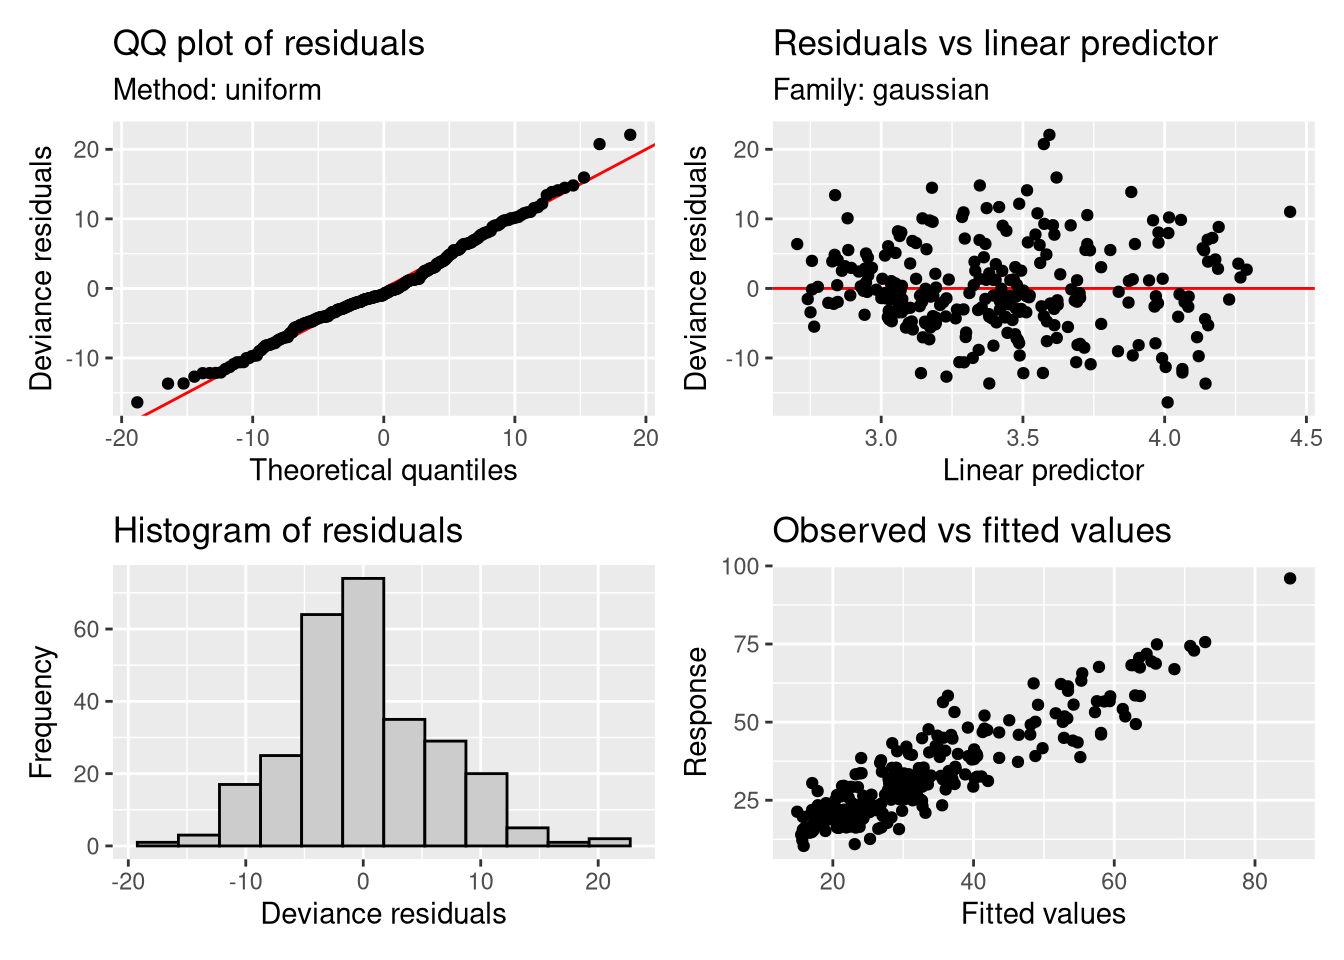 QQ plot of residuals
Method: uniform
Deviance residuals
20
10
0
-10
-20
-10
0
10
20
Theoretical quantiles
Residuals vs linear predictor
Family: gaussian
Deviance residuals
20
10
0
-10
3.0
3.5
4.0
4.5
Linear predictor
Histogram of residuals
Frequency
60
40
20
0
-20
-10
0
10
20
Deviance residuals
Observed vs fitted values
Response
100
75
50
25
20
40
60
80
Fitted values